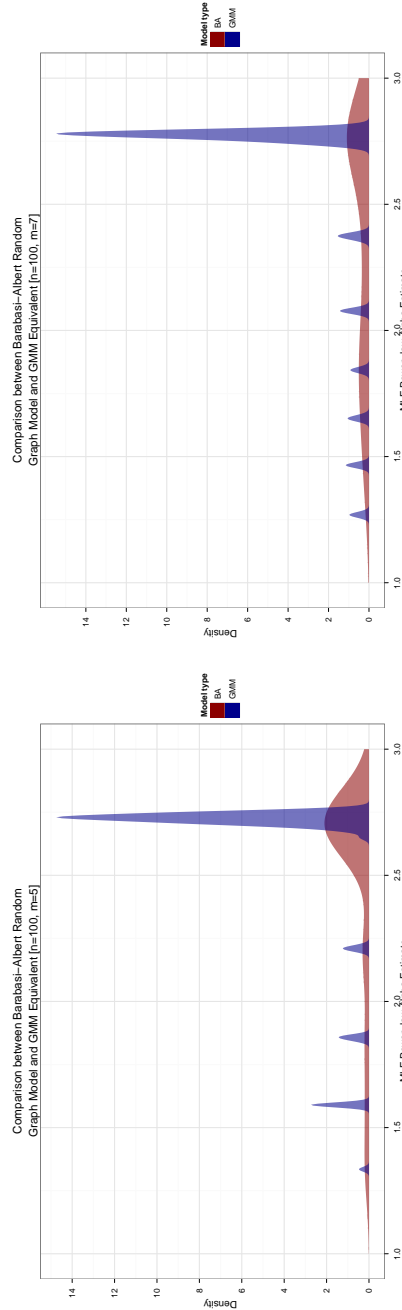 Comparison between Barabasi–Albert Random
Graph Model and GMM Equivalent [n=100, m=7]
Density
0
2
4
6
8
10
12
14
1.0
1.5
2.0
2.5
3.0
Model type
BA
GMM
Comparison between Barabasi–Albert Random
Graph Model and GMM Equivalent [n=100, m=5]
Density
0
2
4
6
8
10
12
14
1.0
1.5
2.0
2.5
3.0
Model type
BA
GMM